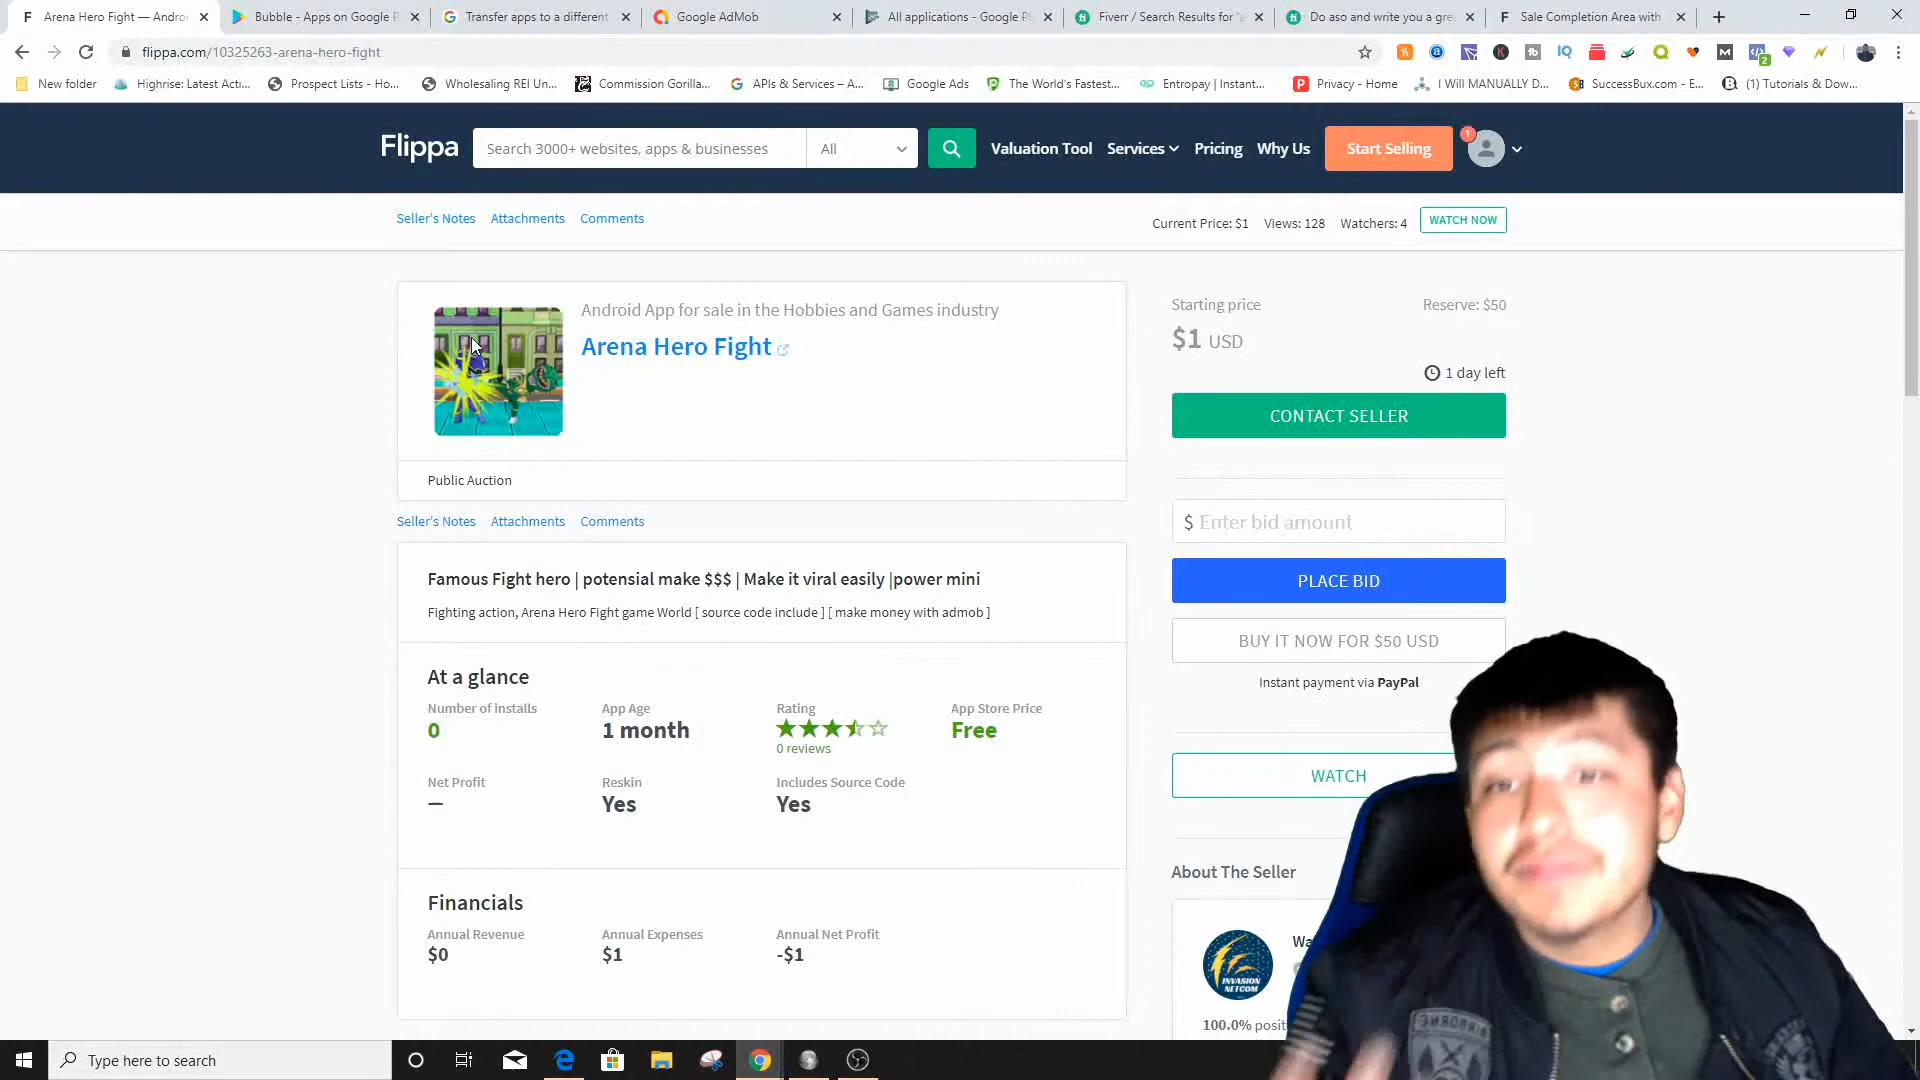 Arena Hero Fight — Andro
Bubble - Apps on Google P
Transfer apps to a different
Google AdMob
All applications - Google Pl
Fiverr / Search Results for 'a
Do aso and write you a gre
Sale Completion Area with
flippa.com/10325263-arena-hero-fight
New folder
Highrise: Latest Acti...
Prospect Lists - Ho...
Wholesaling REI Un...
Commission Gorilla...
APIs & Services – A...
Google Ads
The World's Fastest...
Entropay | Instant...
Privacy - Home
I Will MANUALLY D...
SuccessBux.com - E...
(1) Tutorials & Dow...
Flippa
Search 3000+ websites, apps & businesses
All
Valuation Tool
Services
Pricing
Why Us
Start Selling
1
Seller's Notes
Attachments
Comments
Current Price: $1
Views: 128
Watchers: 4
WATCH NOW
Android App for sale in the Hobbies and Games industry
Arena Hero Fight
Public Auction
Starting price
Reserve: $50
$1 USD
1 day left
CONTACT SELLER
$ Enter bid amount
PLACE BID
BUY IT NOW FOR $50 USD
Instant payment via PayPal
WATCH
Seller's Notes
Attachments
Comments
Famous Fight hero | potensial make $$$ | Make it viral easily |power mini
Fighting action, Arena Hero Fight game World [ source code include ] [ make money with admob ]
At a glance
Number of installs
0
App Age
1 month
Rating
0 reviews
App Store Price
Free
Net Profit
–
Reskin
Yes
Includes Source Code
Yes
Financials
Annual Revenue
$0
Annual Expenses
$1
Annual Net Profit
-$1
About The Seller
INVASION
NETCOM
Wa
100.0% posit
AIRBORNE
Type here to search